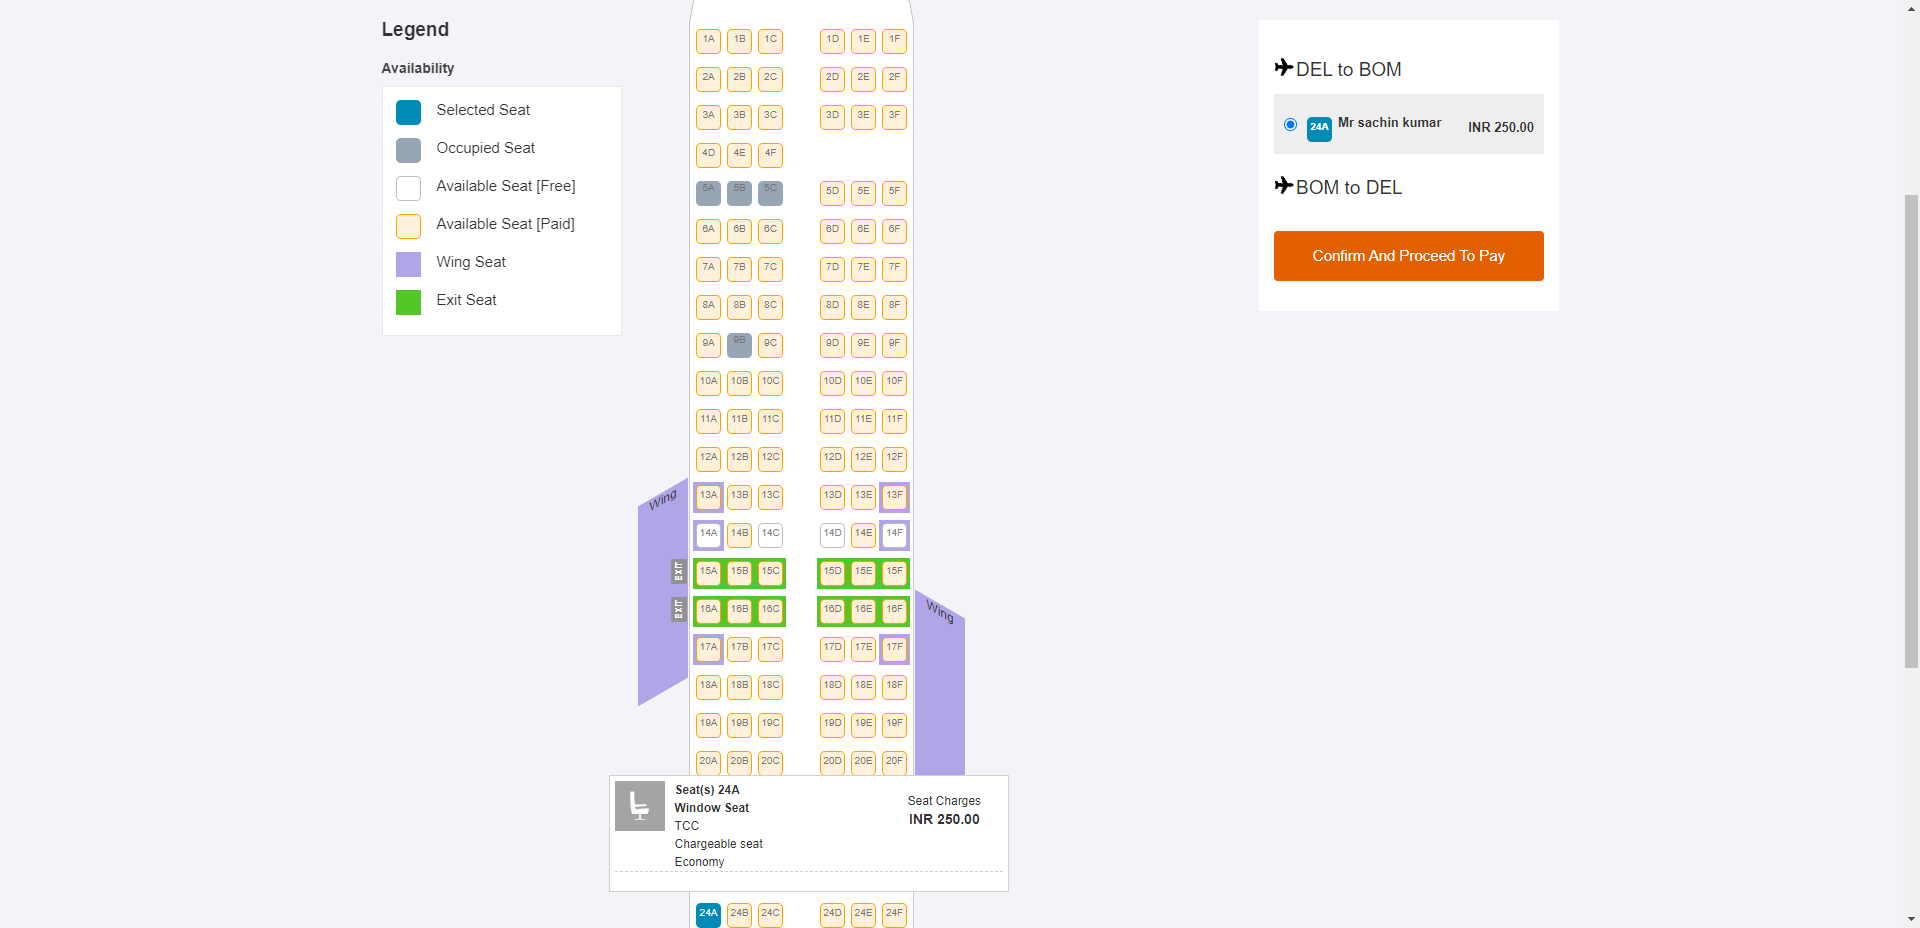 Legend
Availability
Selected Seat
Occupied Seat
Available Seat [Free]
Available Seat [Paid]
Wing Seat
Exit Seat
1A 1B 1C 1D 1E 1F
2A 2B 2C 2D 2E 2F
3A 3B 3C 3D 3E 3F
4D 4E 4F
5A 5B 5C 5D 5E 5F
6A 6B 6C 6D 6E 6F
7A 7B 7C 7D 7E 7F
8A 8B 8C 8D 8E 8F
9A 9B 9C 9D 9E 9F
10A 10B 10C 10D 10E 10F
11A 11B 11C 11D 11E 11F
12A 12B 12C 12D 12E 12F
Wing
13A 13B 13C 13D 13E 13F
14A 14B 14C 14D 14E 14F
EXIT 15A 15B 15C 15D 15E 15F
EXIT 16A 16B 16C 16D 16E 16F
Wing
17A 17B 17C 17D 17E 17F
18A 18B 18C 18D 18E 18F
19A 19B 19C 19D 19E 19F
20A 20B 20C 20D 20E 20F
Seat(s) 24A
Window Seat
TCC
Chargeable seat
Economy
Seat Charges
INR 250.00
24A 24B 24C 24D 24E 24F
DEL to BOM
24A Mr sachin kumar INR 250.00
BOM to DEL
Confirm And Proceed To Pay